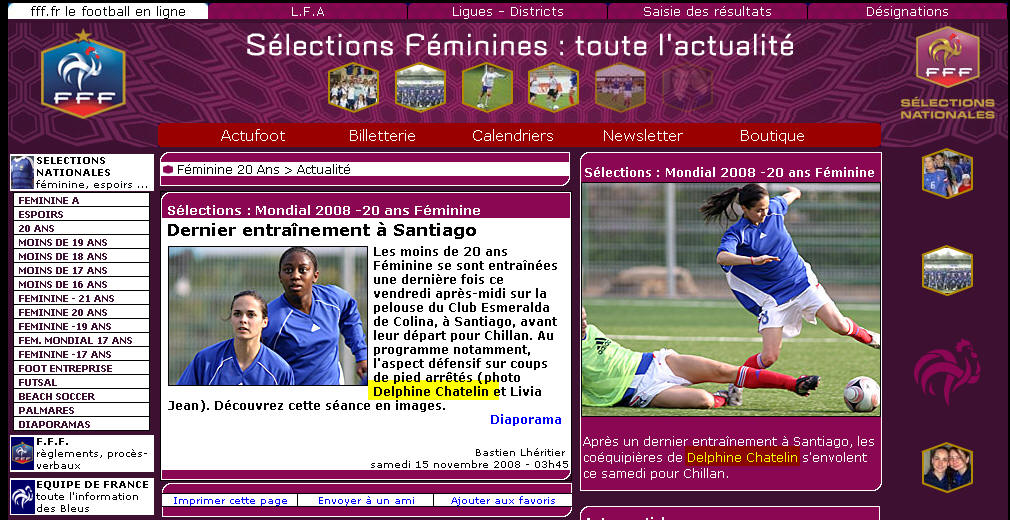 fff.fr le football en ligne
L.F.A
Ligues - Districts
Saisie des résultats
Désignations
FFF
Sélections Féminines : toute l'actualité
FFF
SÉLECTIONS
NATIONALES
Actufoot
Billetterie
Calendriers
Newsletter
Boutique
SELECTIONS
NATIONALES
féminine, espoirs ...
FEMININE A
ESPOIRS
20 ANS
MOINS DE 19 ANS
MOINS DE 18 ANS
MOINS DE 17 ANS
MOINS DE 16 ANS
FEMININE - 21 ANS
FEMININE 20 ANS
FEMININE -19 ANS
FEM. MONDIAL 17 ANS
FEMININE -17 ANS
FOOT ENTREPRISE
FUTSAL
BEACH SOCCER
PALMARES
DIAPORAMAS
F.F.F.
règlements, procès-
verbaux
EQUIPE DE FRANCE
toute l'information
des Bleus
Féminine 20 Ans > Actualité
Sélections : Mondial 2008 -20 ans Féminine
Dernier entraînement à Santiago
Les moins de 20 ans
Féminine se sont entraînées
une dernière fois ce
vendredi après-midi sur la
pelouse du Club Esmeralda
de Colina, à Santiago, avant
leur départ pour Chillan. Au
programme notamment,
l'aspect défensif sur coups
de pied arrêtés (photo
Delphine Chatelin et Livia
Jean). Découvrez cette séance en images.
Diaporama
Bastien Lhéritier
samedi 15 novembre 2008 - 03h45
Imprimer cette page
Envoyer à un ami
Ajouter aux favoris
Sélections : Mondial 2008 -20 ans Féminine
Après un dernier entraînement à Santiago, les
coéquipières de Delphine Chatelin s'envolent
ce samedi pour Chillan.